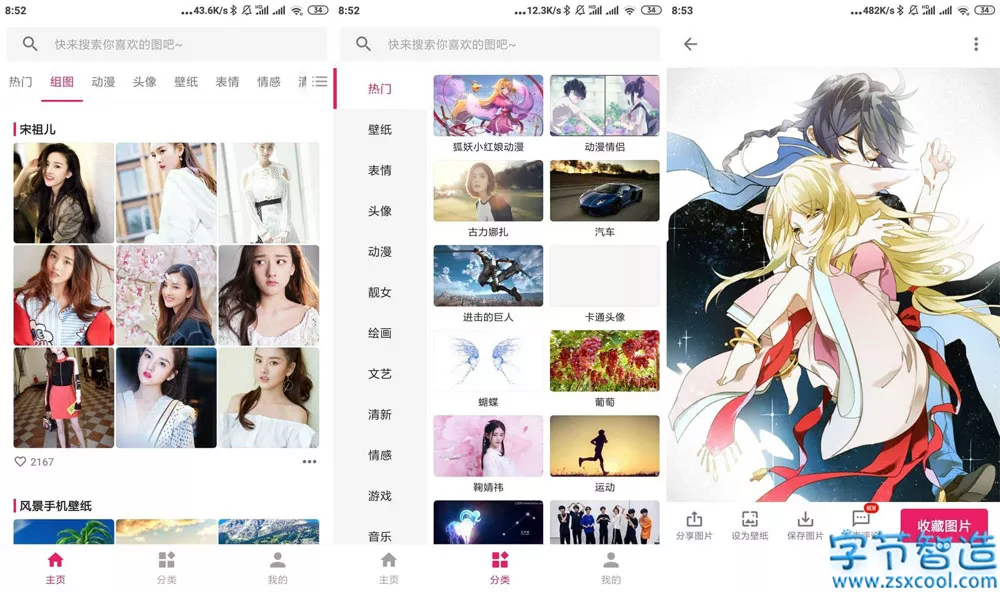 8:52
...43.6K/s
34
快来搜索你喜欢的图吧~
热门 组图 动漫 头像 壁纸 表情 情感
宋祖儿
2167
风景手机壁纸
主页 分类 我的
8:52
...12.3K/s
34
快来搜索你喜欢的图吧~
热门
壁纸
表情
头像
动漫
靓女
绘画
文艺
清新
情感
游戏
音乐
狐妖小红娘动漫 动漫情侣
古力娜扎 汽车
进击的巨人 卡通头像
蝴蝶 葡萄
鞠婧祎 运动
主页 分类 我的
8:53
...482K/s
34
分享图片 设为壁纸 保存图片
NEW
收藏图片
字节智造
www.zsxcool.com